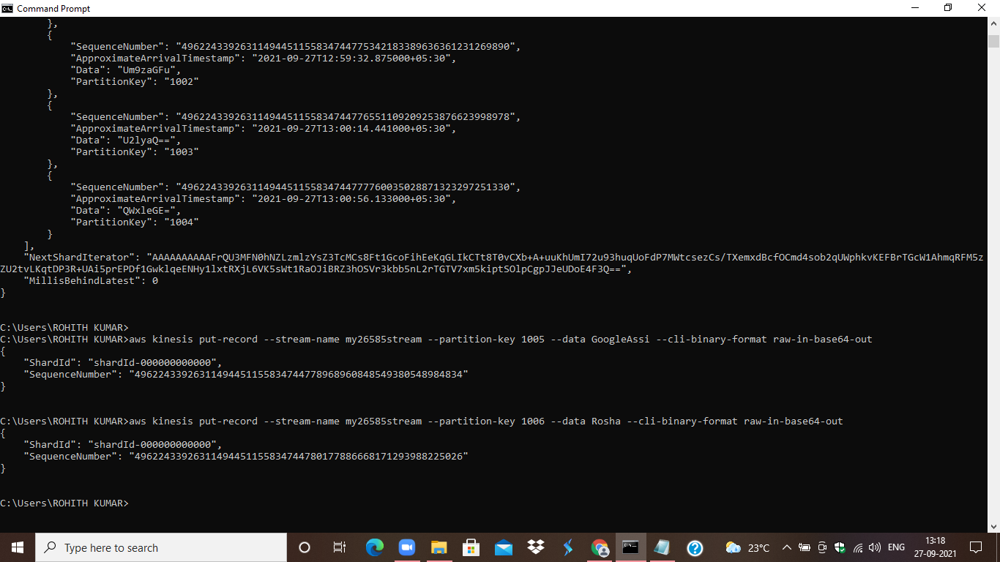 Command Prompt
},
{
"SequenceNumber": "49622433926311494451155834744775342183389636361231269890",
"ApproximateArrivalTimestamp": "2021-09-27T12:59:32.875000+05:30",
"Data": "Um9zaGFu",
"PartitionKey": "1002"
},
{
"SequenceNumber": "49622433926311494451155834744776551109209253876623998978",
"ApproximateArrivalTimestamp": "2021-09-27T13:00:14.441000+05:30",
"Data": "U2lyaQ==",
"PartitionKey": "1003"
},
{
"SequenceNumber": "49622433926311494451155834744777760035028871323297251330",
"ApproximateArrivalTimestamp": "2021-09-27T13:00:56.133000+05:30",
"Data": "QWxleGE=",
"PartitionKey": "1004"
}
],
"NextShardIterator": "AAAAAAAAAAFrQU3MFN0hNZLzmlzYsZ3TcMCs8Ft1GcoFihEeKqGLIkCTt8T0vCXb+A+uuKhUmI72u93huqUoFdP7MWtcsezCs/TXemxdBcfOCmd4sob2qUWphkvKEFBrTGcW1AhmqRFM5z
ZU2tvLKqtDP3R+UAi5prEPDf1GwklqeENHy1lxtRXjL6VK5sWt1RaOJiBRZ3hOSVr3kbb5nL2rTGTV7xm5kiptSOlpCgpJJeUDoE4F3Q==",
"MillisBehindLatest": 0
}
C:\Users\ROHITH KUMAR>
C:\Users\ROHITH KUMAR>aws kinesis put-record --stream-name my26585stream --partition-key 1005 --data GoogleAssi --cli-binary-format raw-in-base64-out
{
"ShardId": "shardId-000000000000",
"SequenceNumber": "49622433926311494451155834744778968960848549380548984834"
}
C:\Users\ROHITH KUMAR>aws kinesis put-record --stream-name my26585stream --partition-key 1006 --data Rosha --cli-binary-format raw-in-base64-out
{
"ShardId": "shardId-000000000000",
"SequenceNumber": "49622433926311494451155834744780177886668171293988225026"
}
C:\Users\ROHITH KUMAR>
Type here to search
23°C
ENG
13:18
27-09-2021